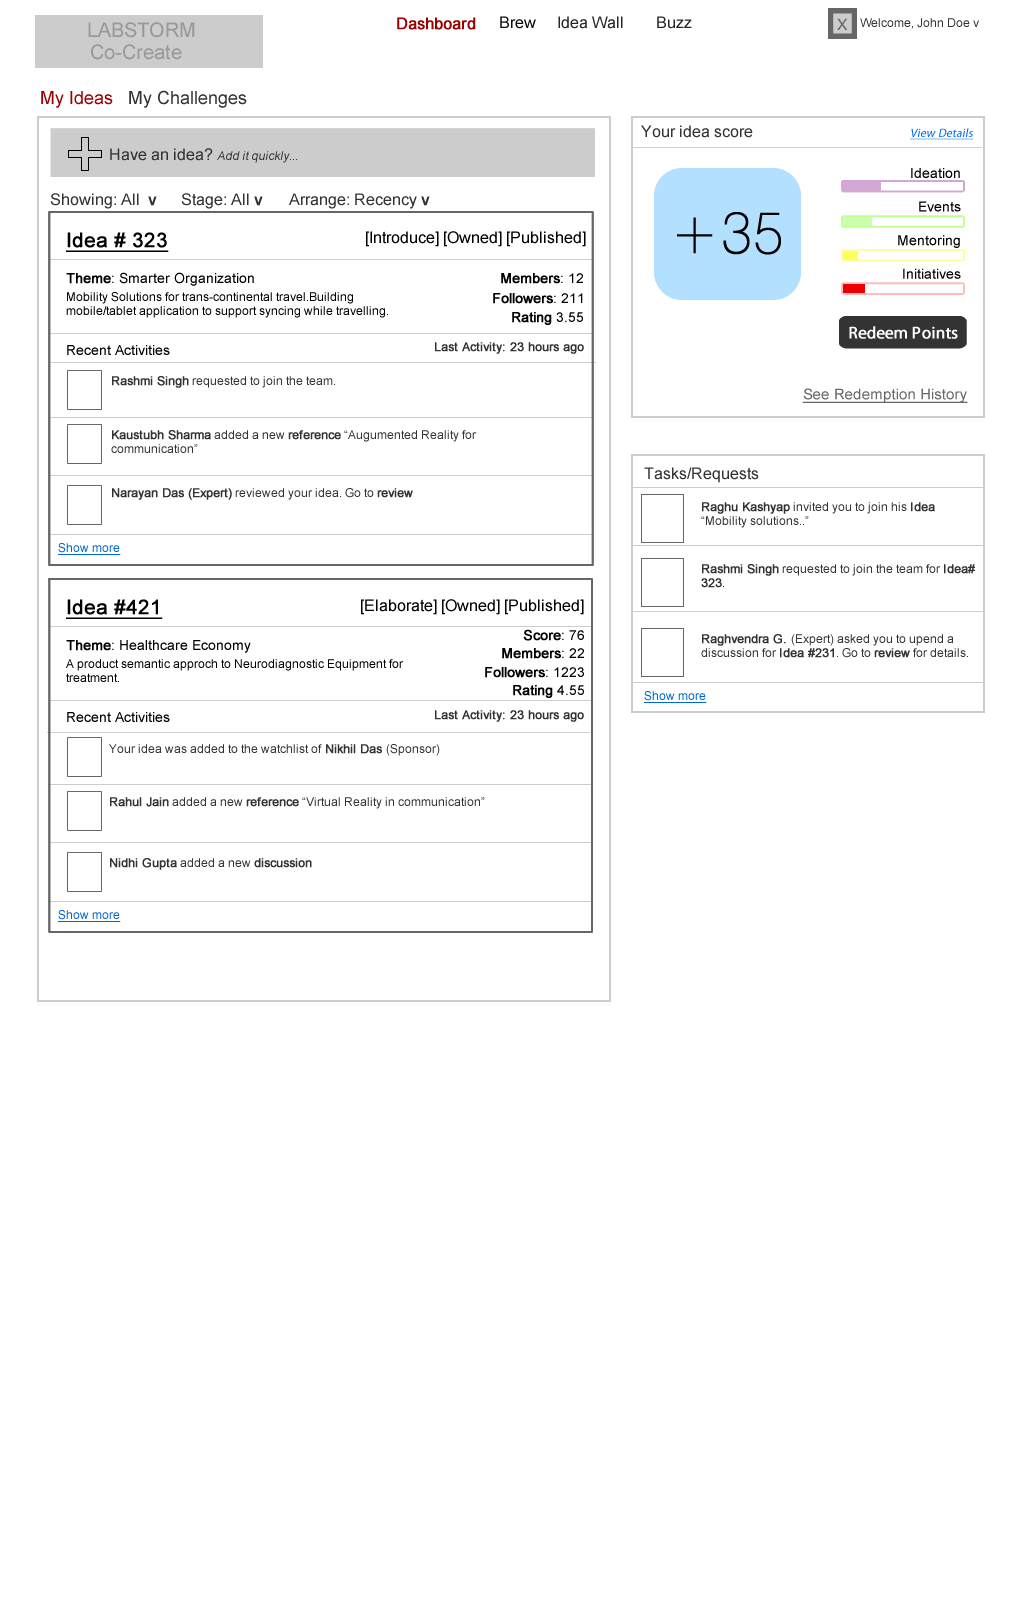 LABSTORM
Co-Create
Dashboard Brew Idea Wall Buzz
X Welcome, John Doe v
My Ideas My Challenges
Have an idea? Add it quickly...
Showing: All v Stage: All v Arrange: Recency v
Idea # 323 [Introduce] [Owned] [Published]
Theme: Smarter Organization
Mobility Solutions for trans-continental travel.Building
mobile/tablet application to support syncing while travelling.
Members: 12
Followers: 211
Rating 3.55
Recent Activities Last Activity: 23 hours ago
Rashmi Singh requested to join the team.
Kaustubh Sharma added a new reference “Augumented Reality for
communication”
Narayan Das (Expert) reviewed your idea. Go to review
Show more
Idea #421 [Elaborate] [Owned] [Published]
Theme: Healthcare Economy
A product semantic approch to Neurodiagnostic Equipment for
treatment.
Score: 76
Members: 22
Followers: 1223
Rating 4.55
Recent Activities Last Activity: 23 hours ago
Your idea was added to the watchlist of Nikhil Das (Sponsor)
Rahul Jain added a new reference “Virtual Reality in communication”
Nidhi Gupta added a new discussion
Show more
Your idea score View Details
+35
Ideation
Events
Mentoring
Initiatives
Redeem Points
See Redemption History
Tasks/Requests
Raghu Kashyap invited you to join his Idea
“Mobility solutions..”
Rashmi Singh requested to join the team for Idea#
323.
Raghvendra G. (Expert) asked you to upend a
discussion for Idea #231. Go to review for details.
Show more